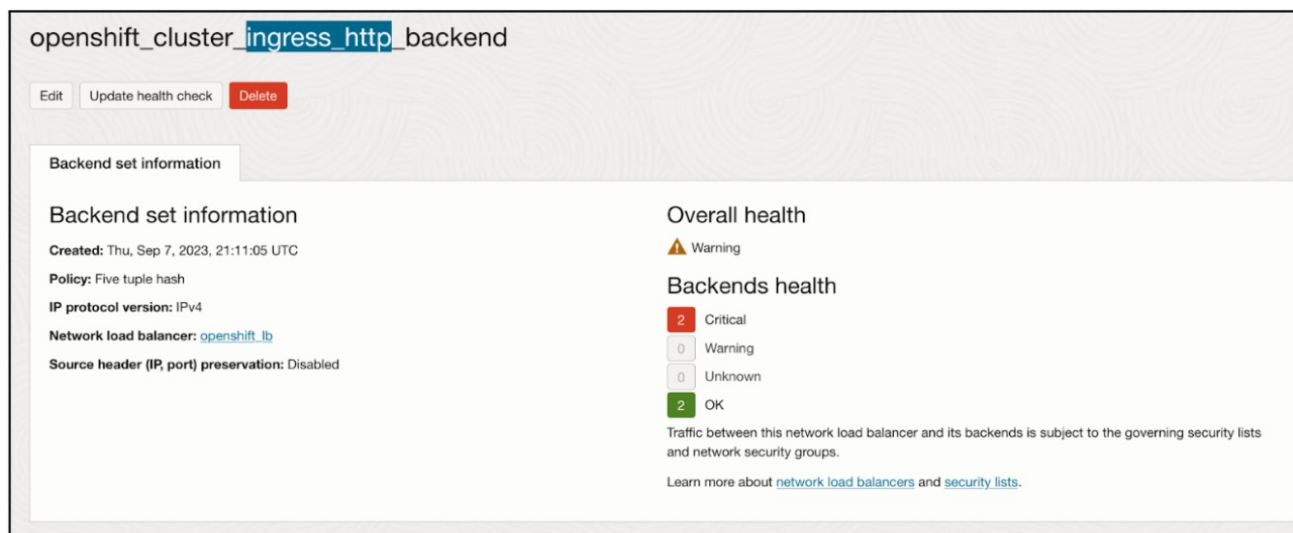 openshift_cluster_ingress_http_backend
Edit Update health check Delete
Backend set information
Backend set information
Created: Thu, Sep 7, 2023, 21:11:05 UTC
Policy: Five tuple hash
IP protocol version: IPv4
Network load balancer: openshift_lb
Source header (IP, port) preservation: Disabled
Overall health
Warning
Backends health
2 Critical
0 Warning
0 Unknown
2 OK
Traffic between this network load balancer and its backends is subject to the governing security lists
and network security groups.
Learn more about network load balancers and security lists.